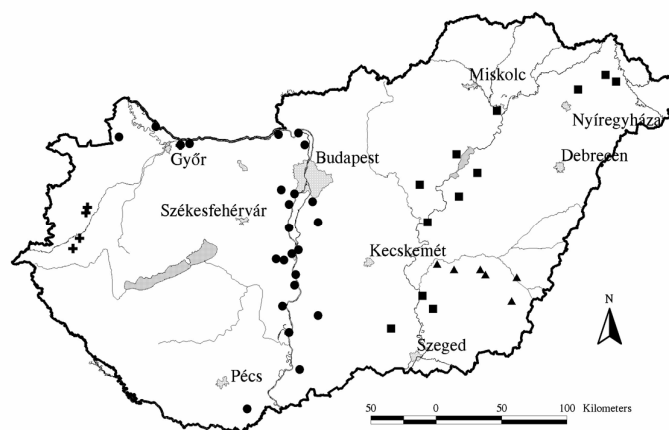 Miskolc
Nyíregyháza
Győr
Budapest
Debrecen
Székesfehérvár
Kecskemét
N
Szeged
Pécs
50 0 50 100 Kilometers